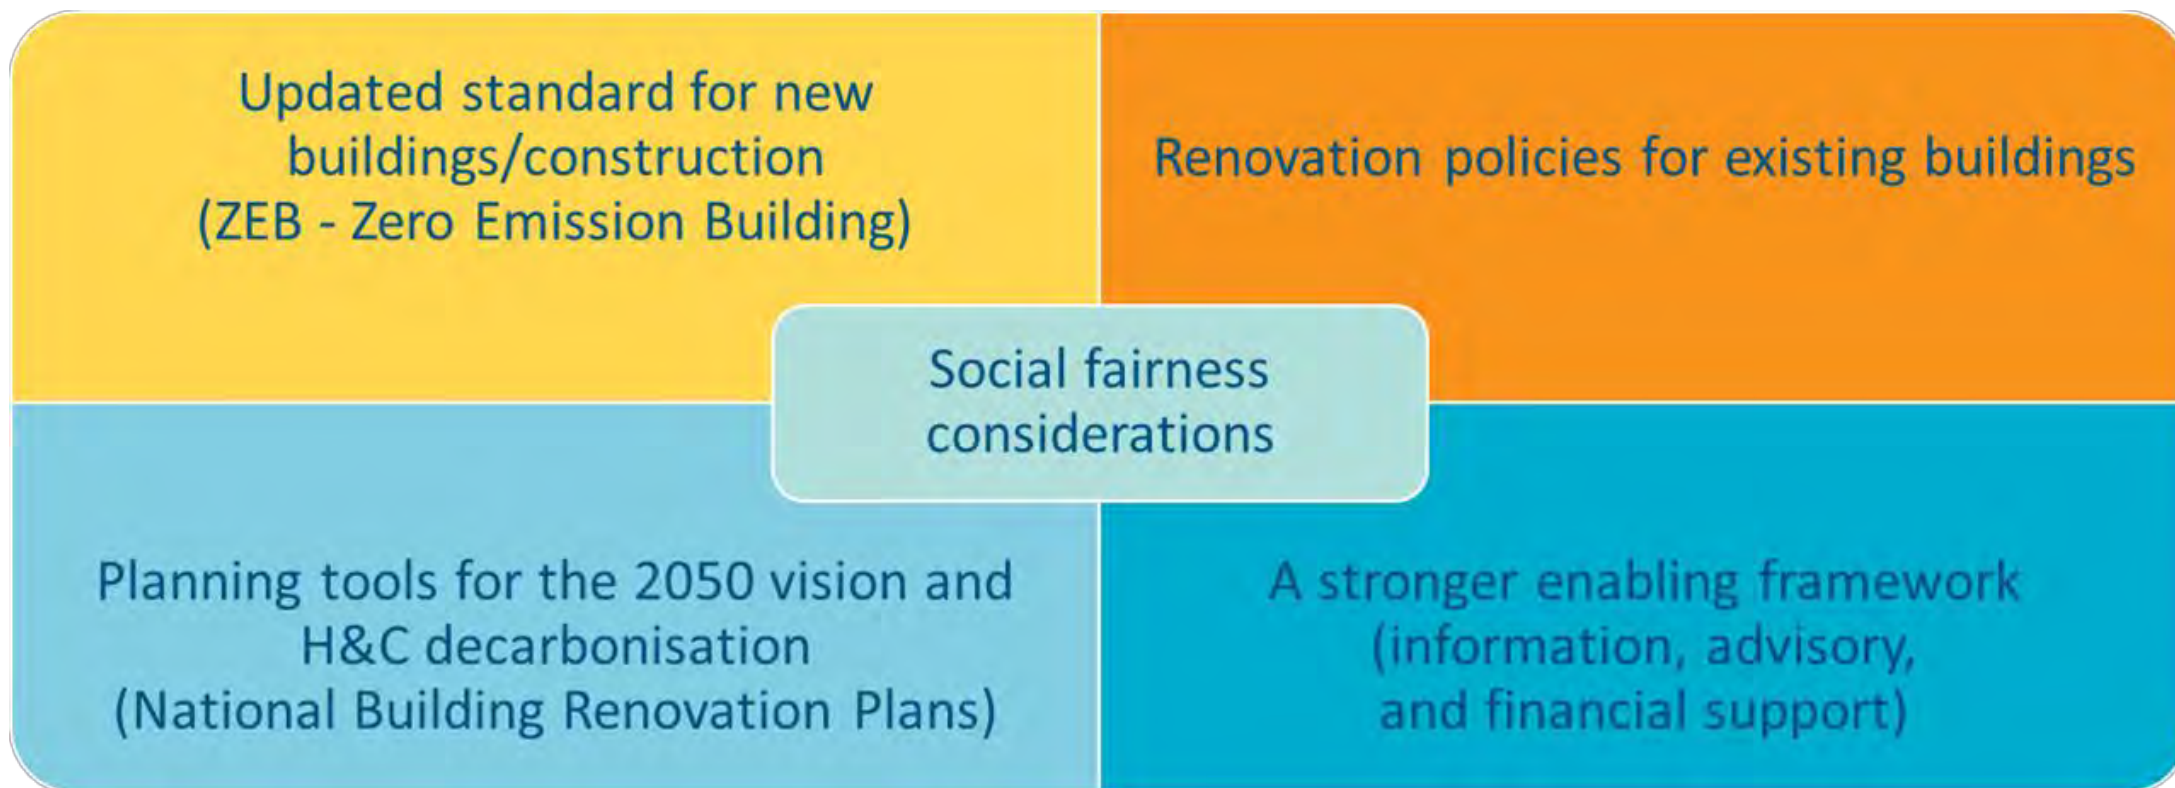 Updated standard for new
buildings/construction
(ZEB - Zero Emission Building)
Renovation policies for existing buildings
Social fairness
considerations
Planning tools for the 2050 vision and
H&C decarbonisation
(National Building Renovation Plans)
A stronger enabling framework
(information, advisory,
and financial support)